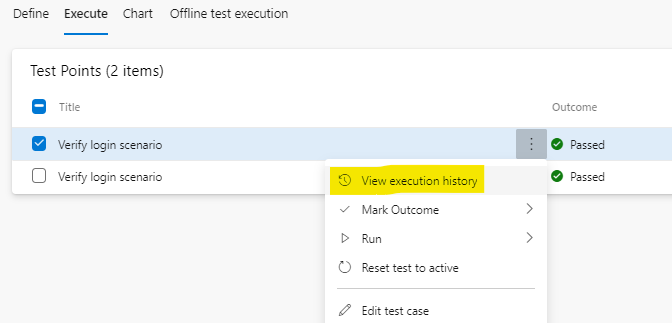 Define Execute Chart Offline test execution
Test Points (2 items)
Title Outcome
Verify login scenario Passed
Verify login scenario Passed
View execution history
Mark Outcome
Run
Reset test to active
Edit test case